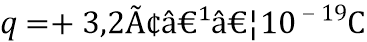 q = + 3,2Ã¢â€¹â€¦10⁻¹⁹C